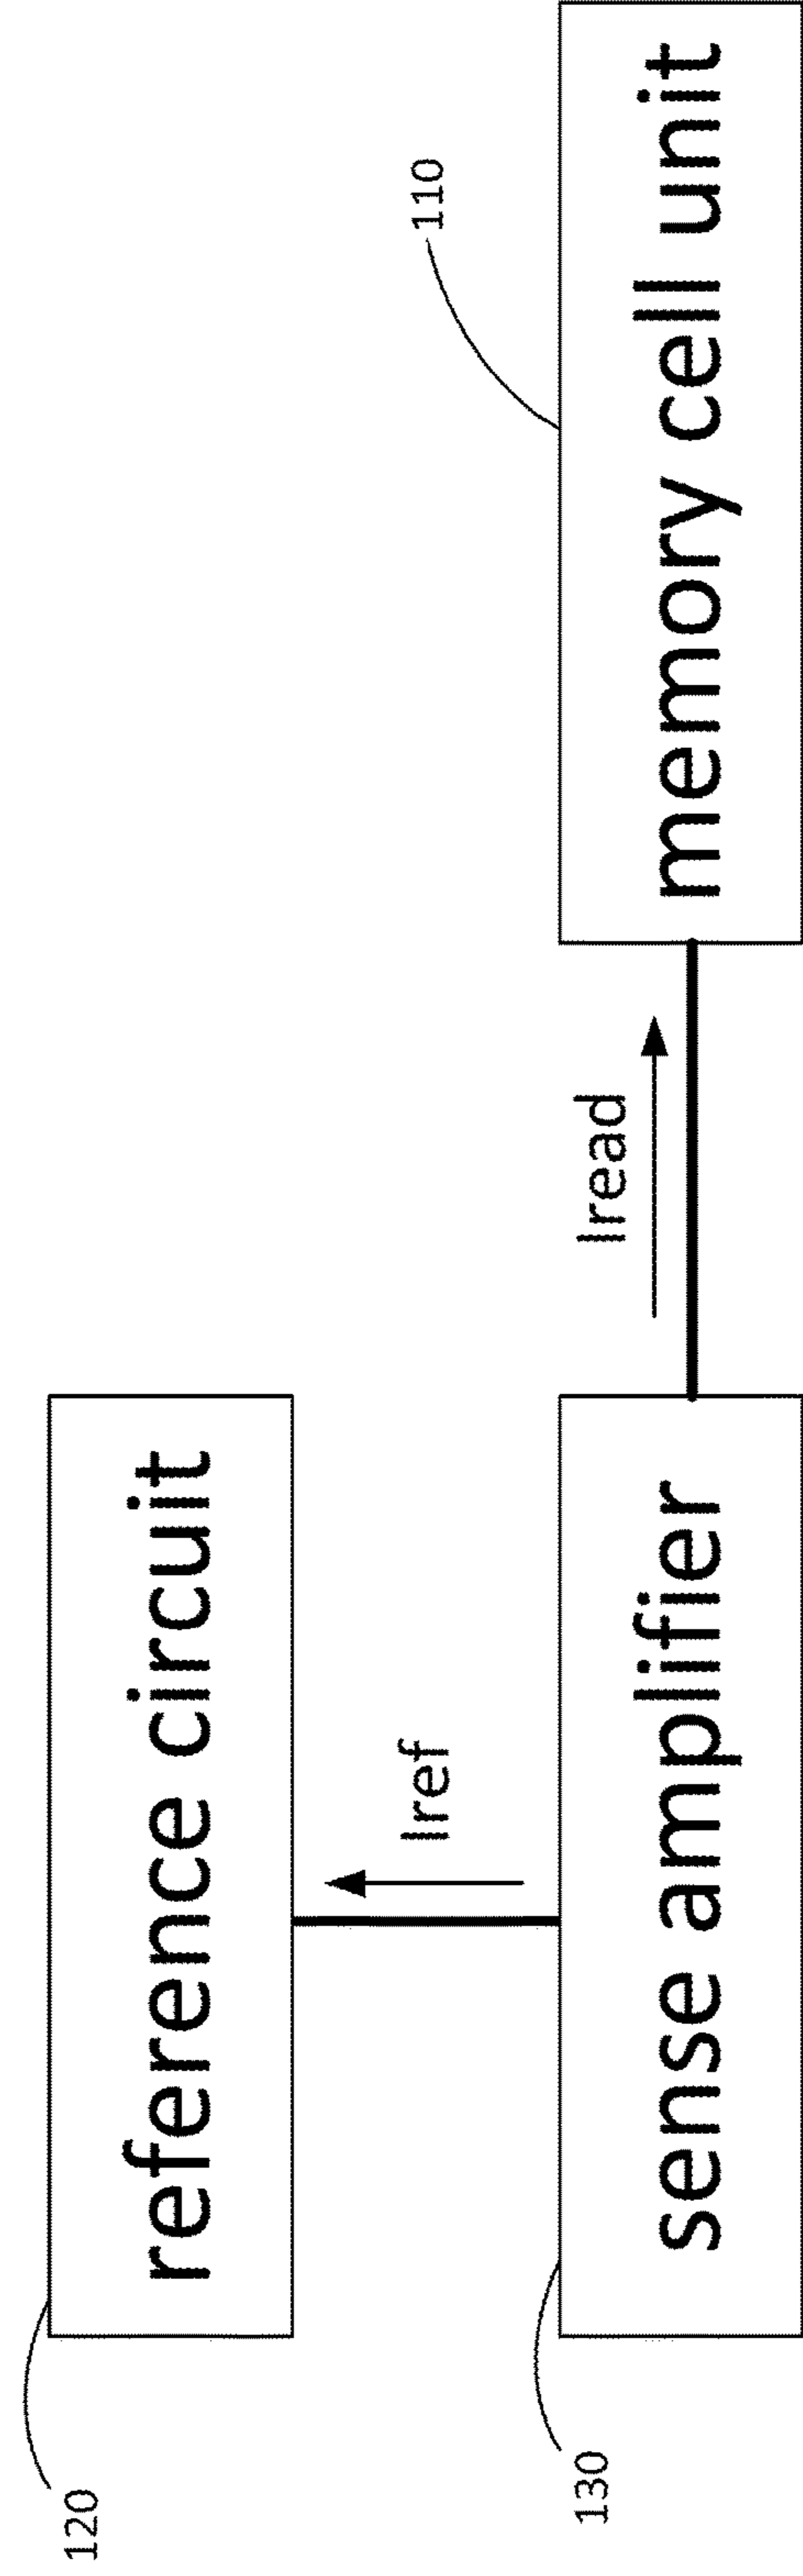 120
reference circuit
Iref
Iread
110
130
sense amplifier
memory cell unit